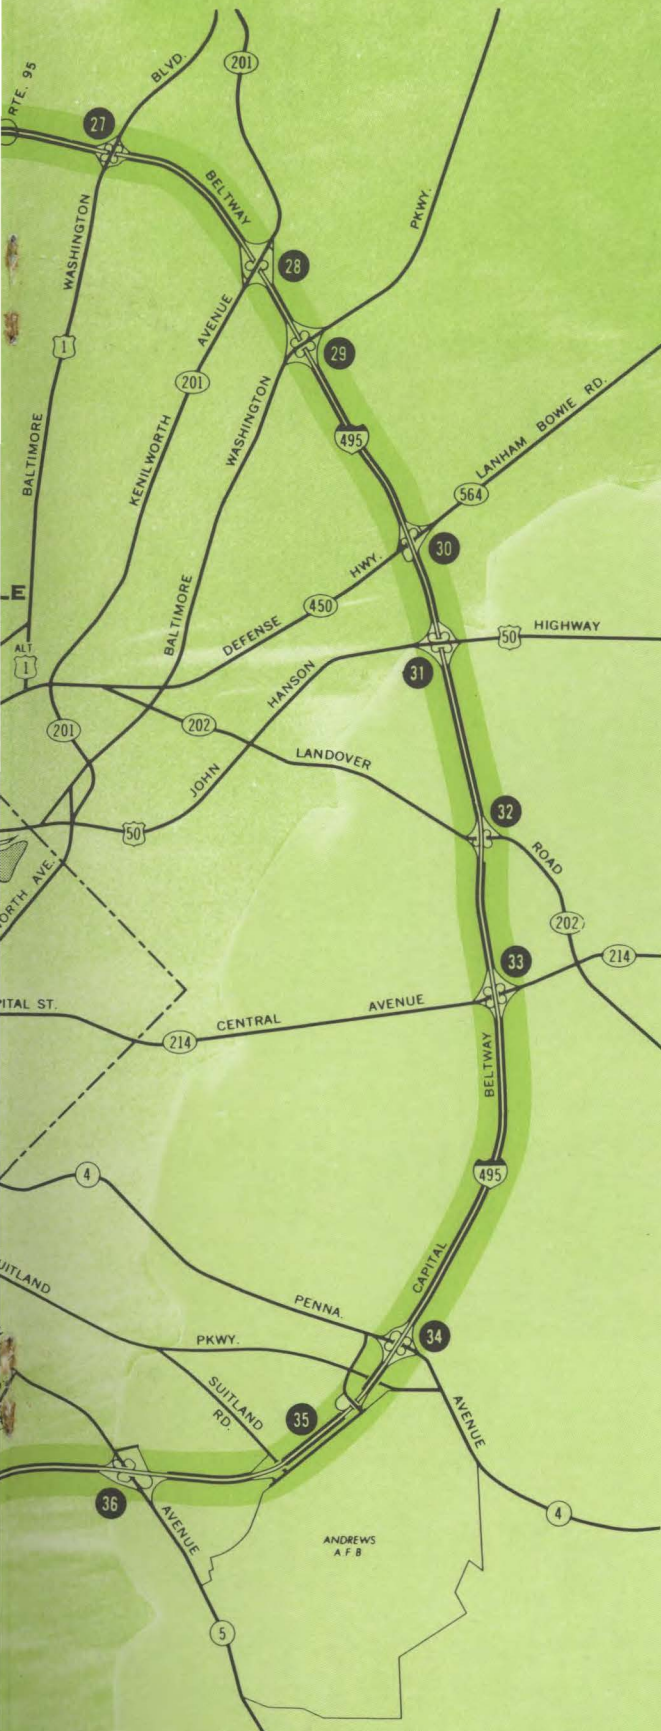 RTE. 95
BLVD.
201
27
BELTWAY
WASHINGTON
PKWY.
28
AVENUE
1
29
201
WASHINGTON
495
LANHAM BOWIE RD.
BALTIMORE
KENILWORTH
564
30
HWY.
LE
450
BALTIMORE
DEFENSE
50
HIGHWAY
ALT
1
HANSON
31
201
202
LANDOVER
JOHN
32
50
ROAD
ORTH AVE.
202
33
214
ITAL ST.
CENTRAL
AVENUE
214
BELTWAY
4
495
UITLAND
CAPITAL
PENNA.
34
PKWY.
SUITLAND
RD.
35
AVENUE
36
AVENUE
4
ANDREWS
A F B
5